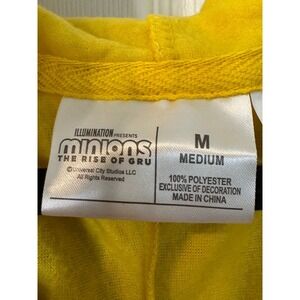 ILLUMINATION PRESENTS
minions
THE RISE OF GRU
©Universal City Studios LLC
All Rights Reserved
M
MEDIUM
100% POLYESTER
EXCLUSIVE OF DECORATION
MADE IN CHINA